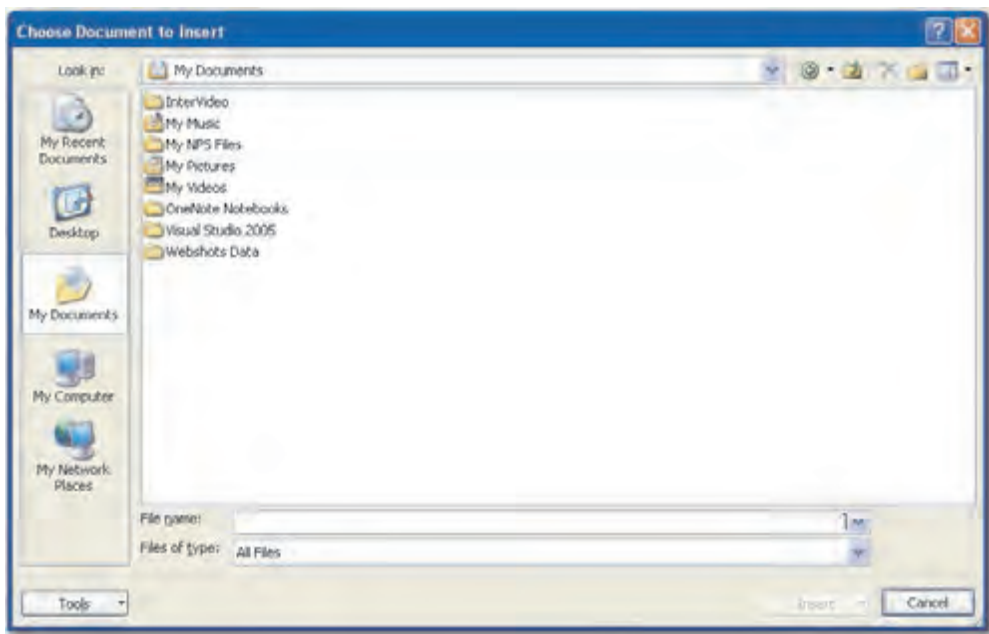 Choose Document to Insert
Look in:
My Documents
InterVideo
My Music
My NPS Files
My Pictures
My Videos
OneNote Notebooks
Visual Studio 2005
Webshots Data
My Recent
Documents
Desktop
My Documents
My Computer
My Network
Places
File name:
Files of type:
All Files
Tools
Insert
Cancel